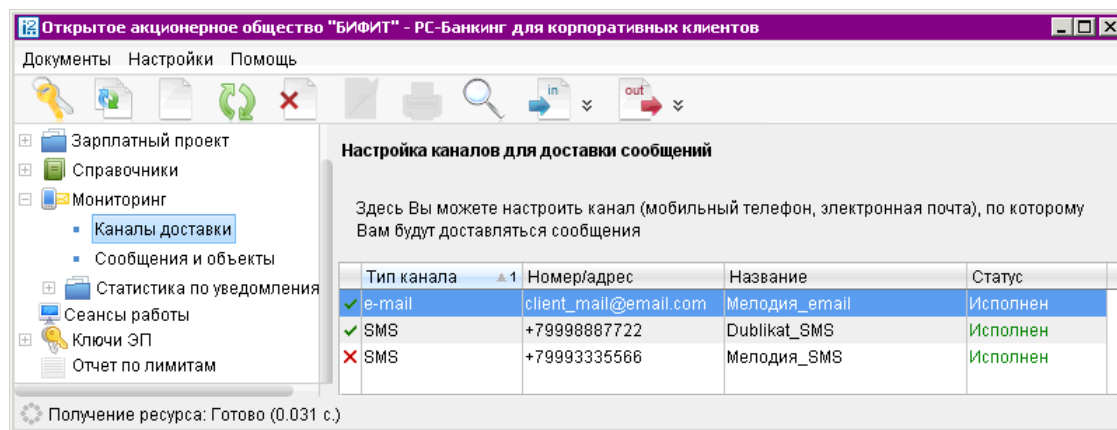 Открытое акционерное общество "БИФИТ" - РС-Банкинг для корпоративных клиентов
Документы Настройки Помощь
in out
Зарплатный проект
Справочники
Мониторинг
Каналы доставки
Сообщения и объекты
Статистика по уведомления
Сеансы работы
Ключи ЭП
Отчет по лимитам
Настройка каналов для доставки сообщений
Здесь Вы можете настроить канал (мобильный телефон, электронная почта), по которому
Вам будут доставляться сообщения
Тип канала 1 Номер/адрес Название Статус
e-mail client_mail@email.com Мелодия_email Исполнен
SMS +79998887722 Dublikat_SMS Исполнен
SMS +79993335566 Мелодия_SMS Исполнен
Получение ресурса: Готово (0.031 с.)